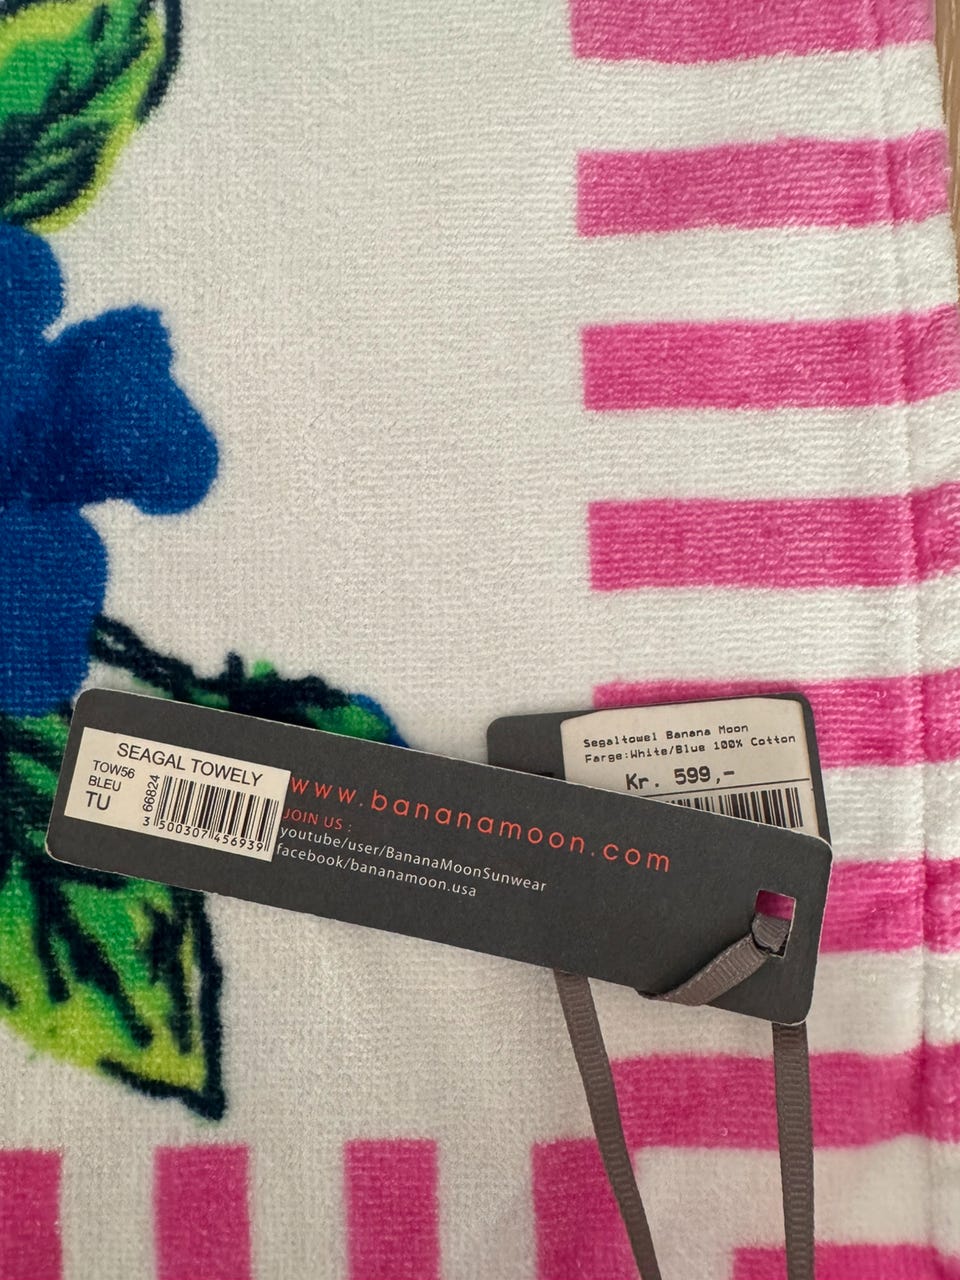 SEAGAL TOWELY
TOW56
BLEU
TU
66824
3 500307 456939
www.bananamoon.com
JOIN US :
youtube/user/BananaMoonSunwear
facebook/bananamoon.usa
Segaltowel Banana Moon
Farge:White/Blue 100% Cotton
Kr. 599,-